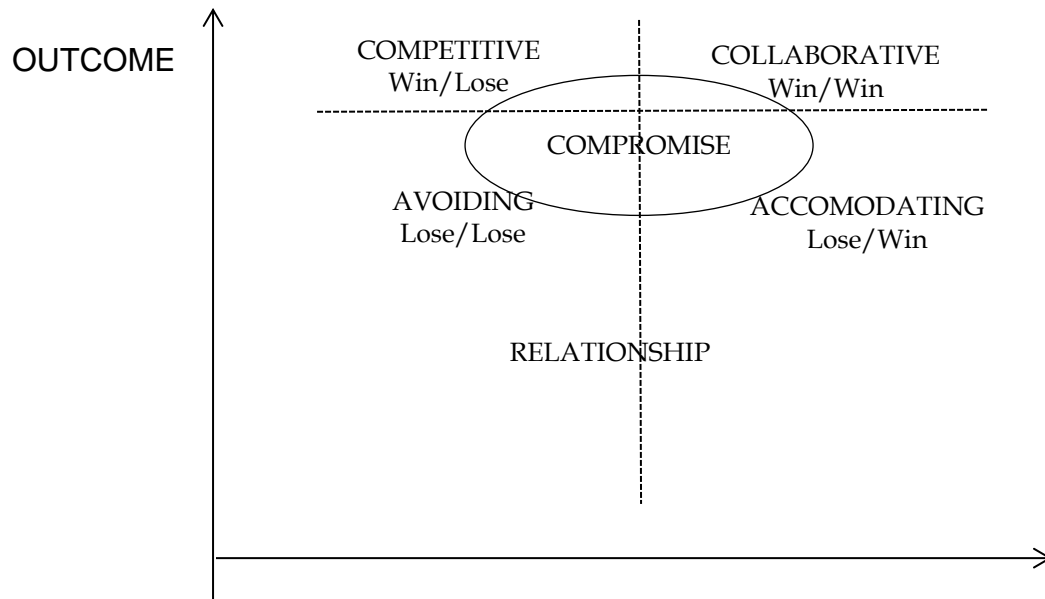 OUTCOME
COMPETITIVE
Win/Lose
COLLABORATIVE
Win/Win
COMPROMISE
AVOIDING
Lose/Lose
ACCOMODATING
Lose/Win
RELATIONSHIP